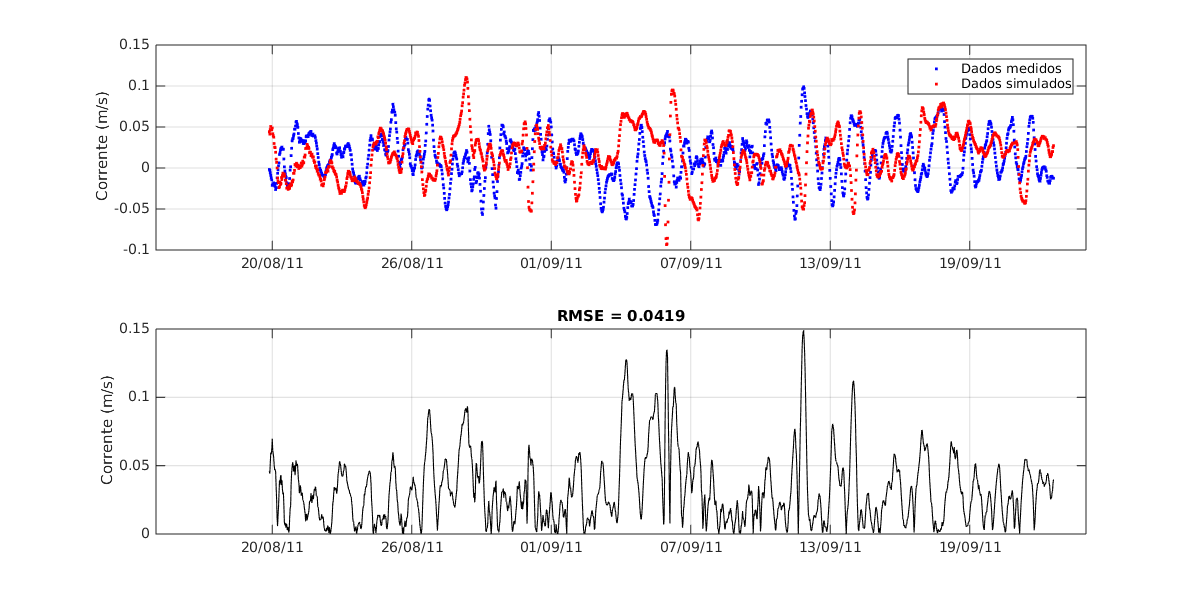 0.15
0.1
0.05
0
-0.05
-0.1
Corrente (m/s)
Dados medidos
Dados simulados
20/08/11 26/08/11 01/09/11 07/09/11 13/09/11 19/09/11
RMSE = 0.0419
0.15
0.1
0.05
0
Corrente (m/s)
20/08/11 26/08/11 01/09/11 07/09/11 13/09/11 19/09/11